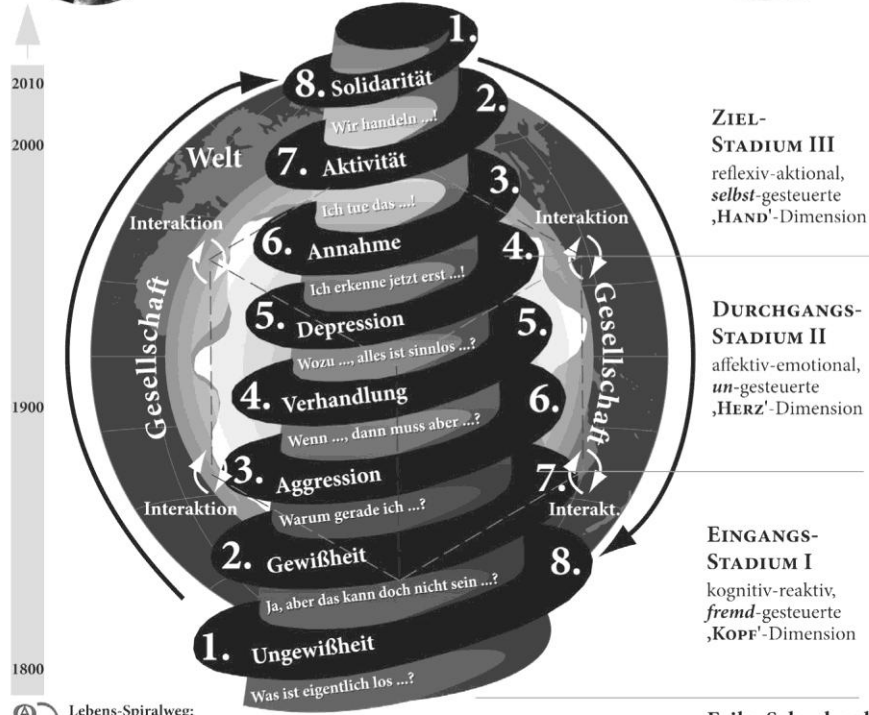 2010
2000
1900
1800
1.
8. Solidarität
Wir handeln ...!
2.
7. Aktivität
Ich tue das ...!
3.
6. Annahme
Ich erkenne jetzt erst ...!
4.
5. Depression
Wozu ..., alles ist sinnlos ...?
5.
4. Verhandlung
Wenn ..., dann muss aber ...?
6.
3. Aggression
Warum gerade ich ...?
7.
2. Gewißheit
Ja, aber das kann doch nicht sein ...?
8.
1. Ungewißheit
Was ist eigentlich los ...?
Welt
Interaktion
Interaktion
Gesellschaft
Gesellschaft
Interaktion
Interakt.
ZIEL-
STADIUM III
reflexiv-aktional,
selbst-gesteuerte
‚HAND'-Dimension
DURCHGANGS-
STADIUM II
affektiv-emotional,
un-gesteuerte
‚HERZ'-Dimension
EINGANGS-
STADIUM I
kognitiv-reaktiv,
fremd-gesteuerte
‚KOPF'-Dimension
Lebens-Spiralweg: